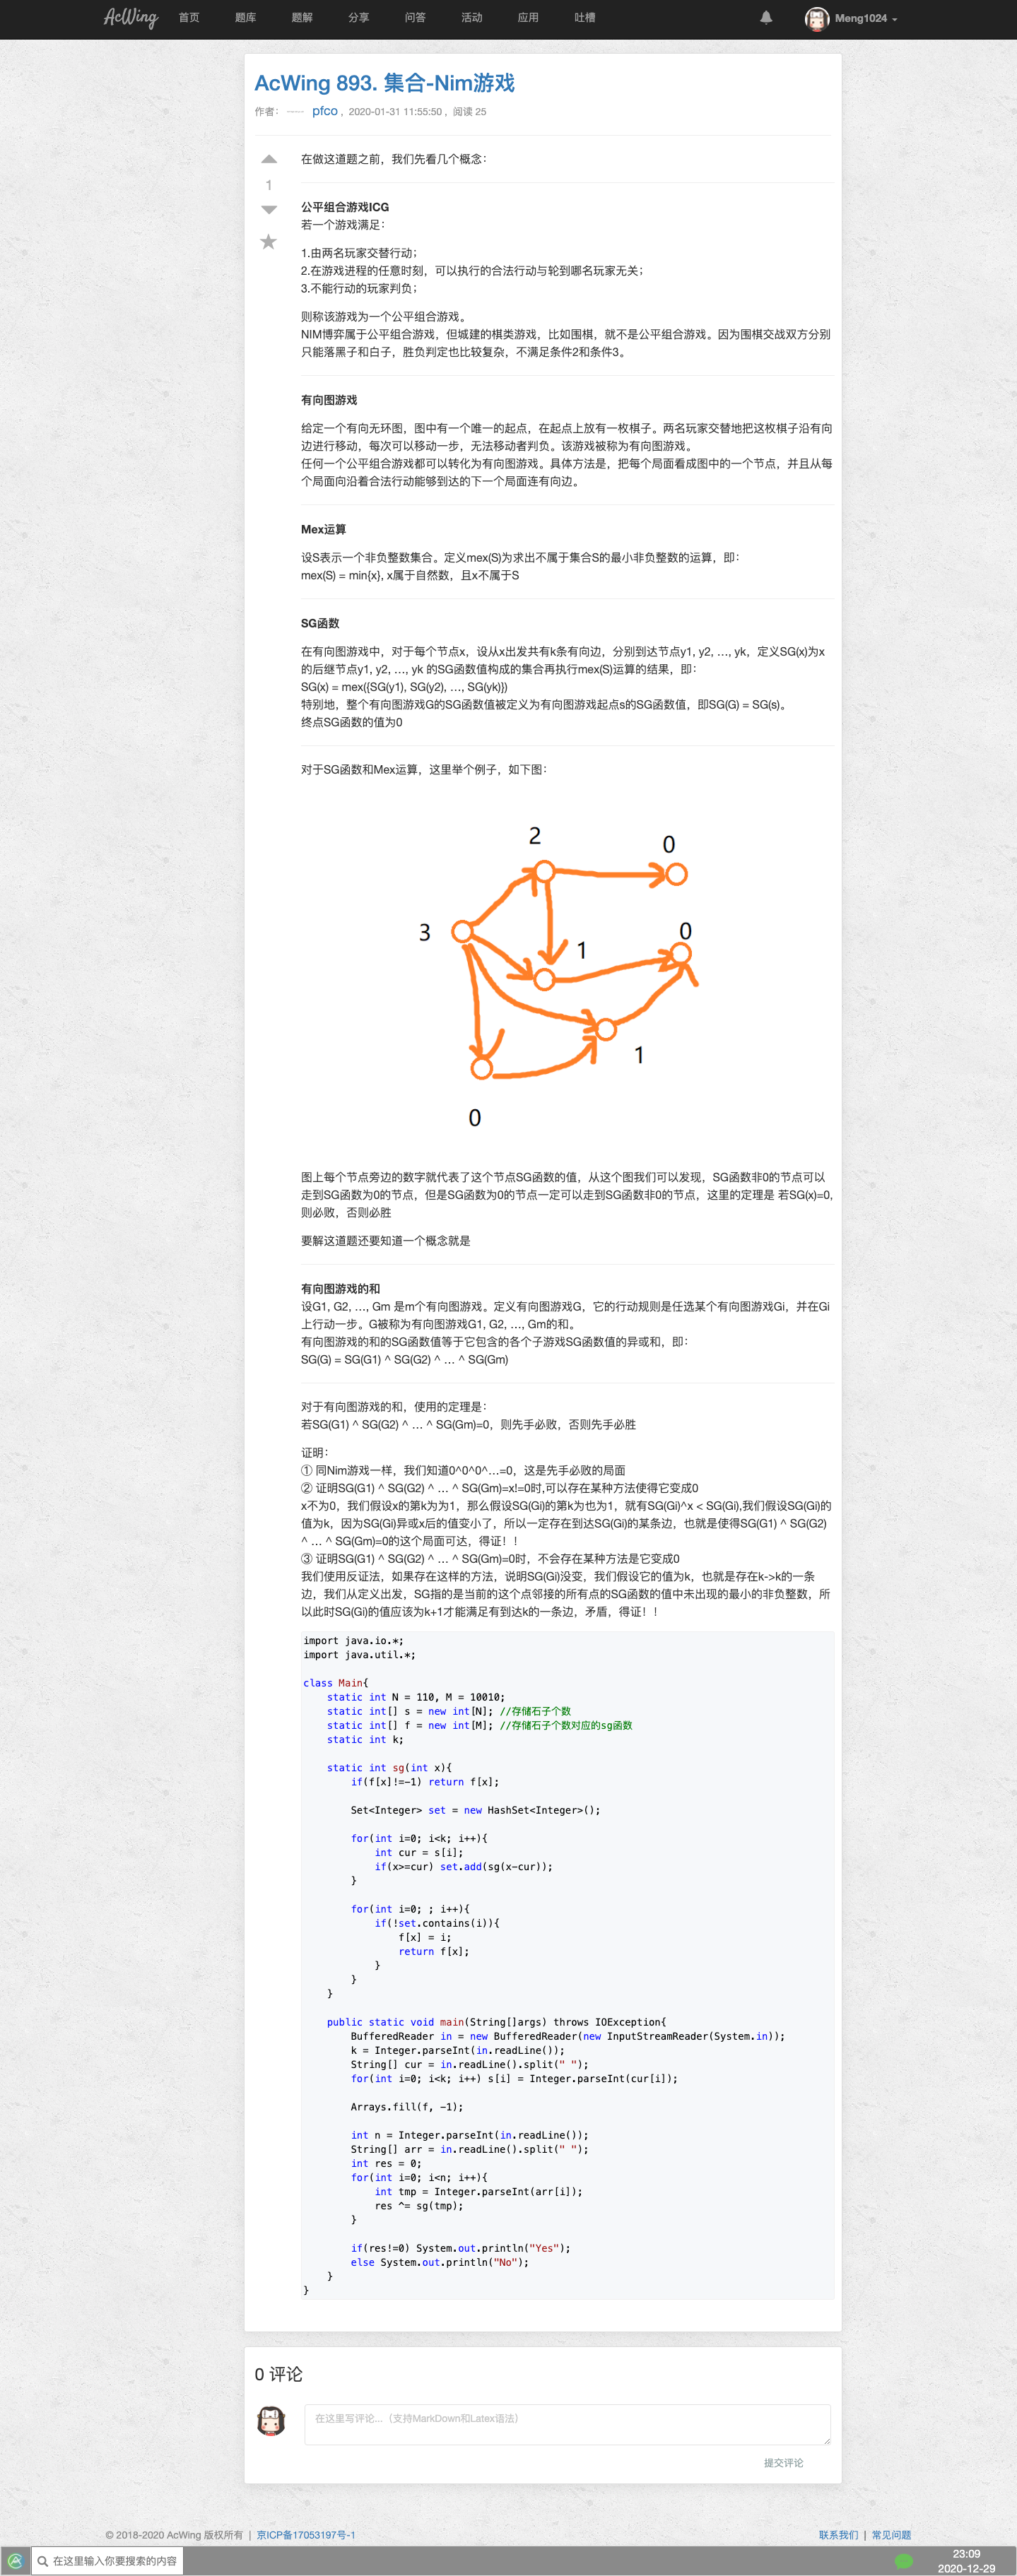 AcWing 首页 题库 题解 分享 问答 活动 应用 吐槽 Meng1024
AcWing 893. 集合-Nim游戏
作者： pfco , 2020-01-31 11:55:50 , 阅读 25
1
在做这道题之前，我们先看几个概念：
公平组合游戏ICG
若一个游戏满足：
1.由两名玩家交替行动；
2.在游戏进程的任意时刻，可以执行的合法行动与轮到哪名玩家无关；
3.不能行动的玩家判负；
则称该游戏为一个公平组合游戏。
NIM博弈属于公平组合游戏，但城建的棋类游戏，比如围棋，就不是公平组合游戏。因为围棋交战双方分别
只能落黑子和白子，胜负判定也比较复杂，不满足条件2和条件3。
有向图游戏
给定一个有向无环图，图中有一个唯一的起点，在起点上放有一枚棋子。两名玩家交替地把这枚棋子沿有向
边进行移动，每次可以移动一步，无法移动者判负。该游戏被称为有向图游戏。
任何一个公平组合游戏都可以转化为有向图游戏。具体方法是，把每个局面看成图中的一个节点，并且从每
个局面向沿着合法行动能够到达的下一个局面连有向边。
Mex运算
设S表示一个非负整数集合。定义mex(S)为求出不属于集合S的最小非负整数的运算，即：
mex(S) = min{x}, x属于自然数，且x不属于S
SG函数
在有向图游戏中，对于每个节点x，设从x出发共有k条有向边，分别到达节点y1, y2, …, yk，定义SG(x)为x
的后继节点y1, y2, …, yk 的SG函数值构成的集合再执行mex(S)运算的结果，即：
SG(x) = mex({SG(y1), SG(y2), …, SG(yk)})
特别地，整个有向图游戏G的SG函数值被定义为有向图游戏起点s的SG函数值，即SG(G) = SG(s)。
终点SG函数的值为0
对于SG函数和Mex运算，这里举个例子，如下图：
2
0
3
0
1
1
0
图上每个节点旁边的数字就代表了这个节点SG函数的值，从这个图我们可以发现，SG函数非0的节点可以
走到SG函数为0的节点，但是SG函数为0的节点一定可以走到SG函数非0的节点，这里的定理是 若SG(x)=0,
则必败，否则必胜
要解这道题还要知道一个概念就是
有向图游戏的和
设G1, G2, …, Gm 是m个有向图游戏。定义有向图游戏G，它的行动规则是任选某个有向图游戏Gi，并在Gi
上行动一步。G被称为有向图游戏G1, G2, …, Gm的和。
有向图游戏的和的SG函数值等于它包含的各个子游戏SG函数值的异或和，即：
SG(G) = SG(G1) ^ SG(G2) ^ … ^ SG(Gm)
对于有向图游戏的和，使用的定理是：
若SG(G1) ^ SG(G2) ^ … ^ SG(Gm)=0，则先手必败，否则先手必胜
证明：
① 同Nim游戏一样，我们知道0^0^0^…=0，这是先手必败的局面
② 证明SG(G1) ^ SG(G2) ^ … ^ SG(Gm)=x!=0时,可以存在某种方法使得它变成0
x不为0，我们假设x的第k为为1，那么假设SG(Gi)的第k为也为1，就有SG(Gi)^x < SG(Gi),我们假设SG(Gi)的
值为k，因为SG(Gi)异或x后的值变小了，所以一定存在到达SG(Gi)的某条边，也就是使得SG(G1) ^ SG(G2)
^ … ^ SG(Gm)=0的这个局面可达，得证！！
③ 证明SG(G1) ^ SG(G2) ^ … ^ SG(Gm)=0时，不会存在某种方法是它变成0
我们使用反证法，如果存在这样的方法，说明SG(Gi)没变，我们假设它的值为k，也就是存在k->k的一条
边，我们从定义出发，SG指的是当前的这个点邻接的所有点的SG函数的值中未出现的最小的非负整数，所
以此时SG(Gi)的值应该为k+1才能满足有到达k的一条边，矛盾，得证！！
import java.io.*;
import java.util.*;
class Main{
    static int N = 110, M = 10010;
    static int[] s = new int[N]; //存储石子个数
    static int[] f = new int[M]; //存储石子个数对应的sg函数
    static int k;
    static int sg(int x){
        if(f[x]!=-1) return f[x];
        Set<Integer> set = new HashSet<Integer>();
        for(int i=0; i<k; i++){
            int cur = s[i];
            if(x>=cur) set.add(sg(x-cur));
        }
        for(int i=0; ; i++){
            if(!set.contains(i)){
                f[x] = i;
                return f[x];
            }
        }
    }
    public static void main(String[]args) throws IOException{
        BufferedReader in = new BufferedReader(new InputStreamReader(System.in));
        k = Integer.parseInt(in.readLine());
        String[] cur = in.readLine().split(" ");
        for(int i=0; i<k; i++) s[i] = Integer.parseInt(cur[i]);
        Arrays.fill(f, -1);
        int n = Integer.parseInt(in.readLine());
        String[] arr = in.readLine().split(" ");
        int res = 0;
        for(int i=0; i<n; i++){
            int tmp = Integer.parseInt(arr[i]);
            res ^= sg(tmp);
        }
        if(res!=0) System.out.println("Yes");
        else System.out.println("No");
    }
}
0 评论
在这里写评论...（支持MarkDown和Latex语法）
提交评论
© 2018-2020 AcWing 版权所有 | 京ICP备17053197号-1 联系我们 | 常见问题
在这里输入你要搜索的内容 23:09
2020-12-29